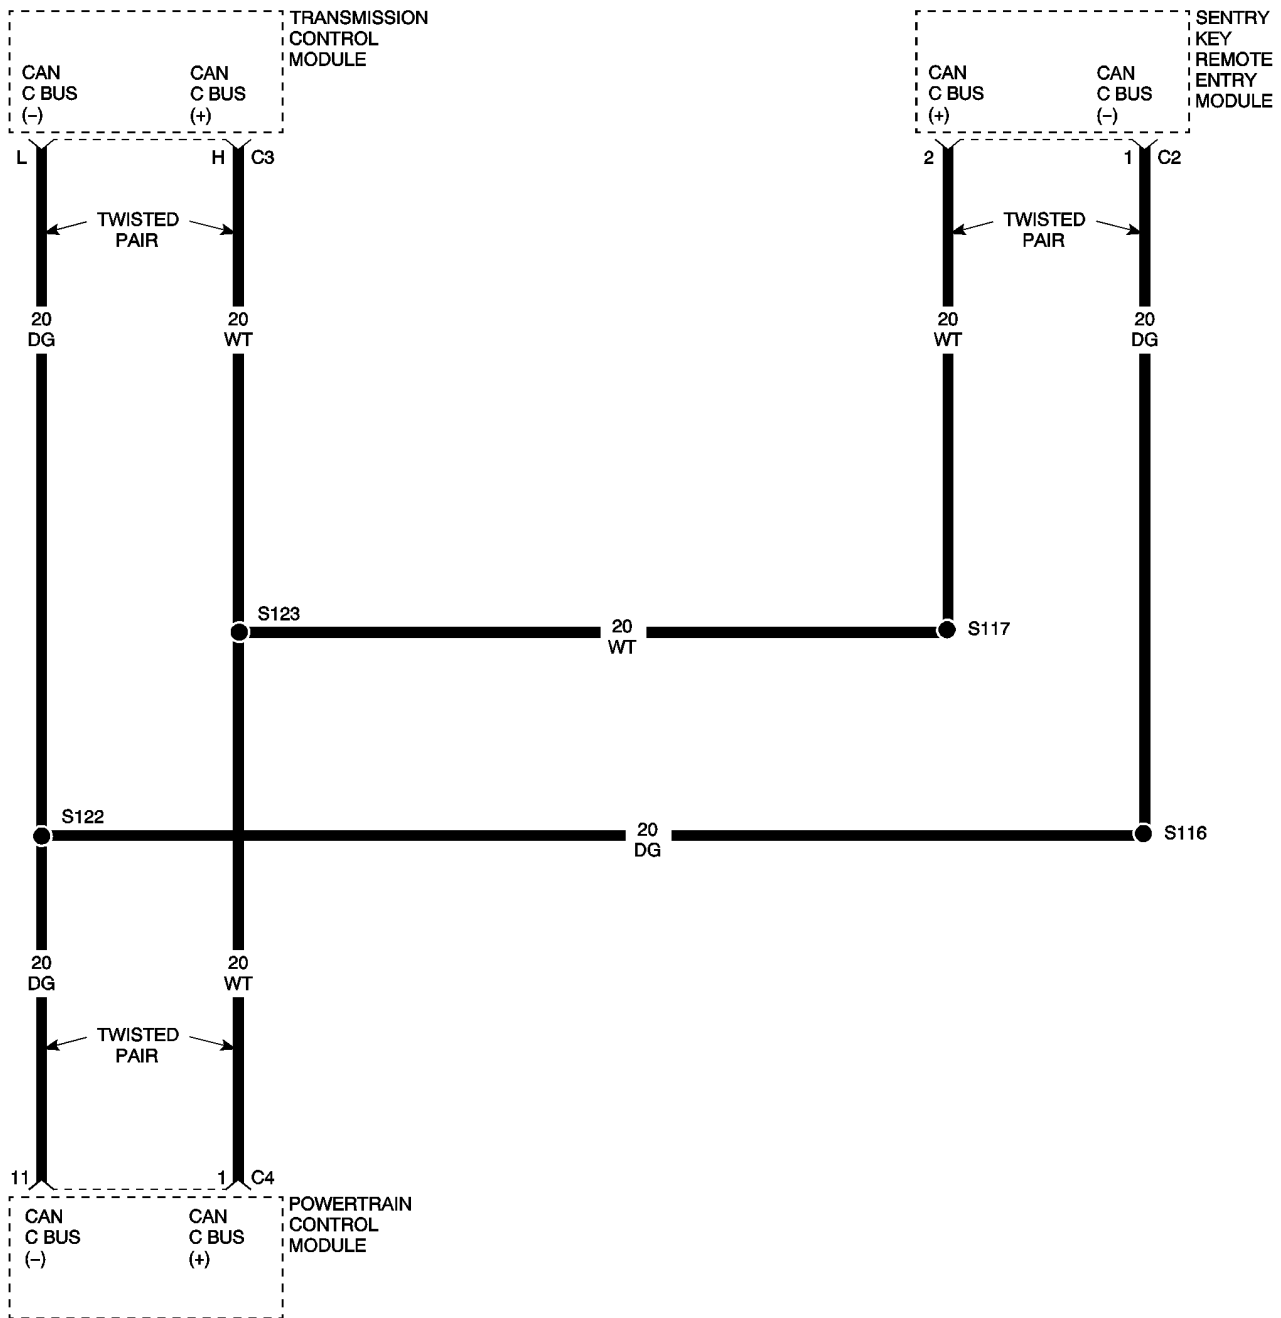 TRANSMISSION
CONTROL
MODULE
CAN
C BUS
(–)
CAN
C BUS
(+)
L
H
C3
TWISTED
PAIR
20
DG
20
WT
SENTRY
KEY
REMOTE
ENTRY
MODULE
CAN
C BUS
(+)
CAN
C BUS
(–)
2
1
C2
TWISTED
PAIR
20
WT
20
DG
S123
20
WT
S117
S122
20
DG
S116
20
DG
20
WT
TWISTED
PAIR
11
1
C4
POWERTRAIN
CONTROL
MODULE
CAN
C BUS
(–)
CAN
C BUS
(+)